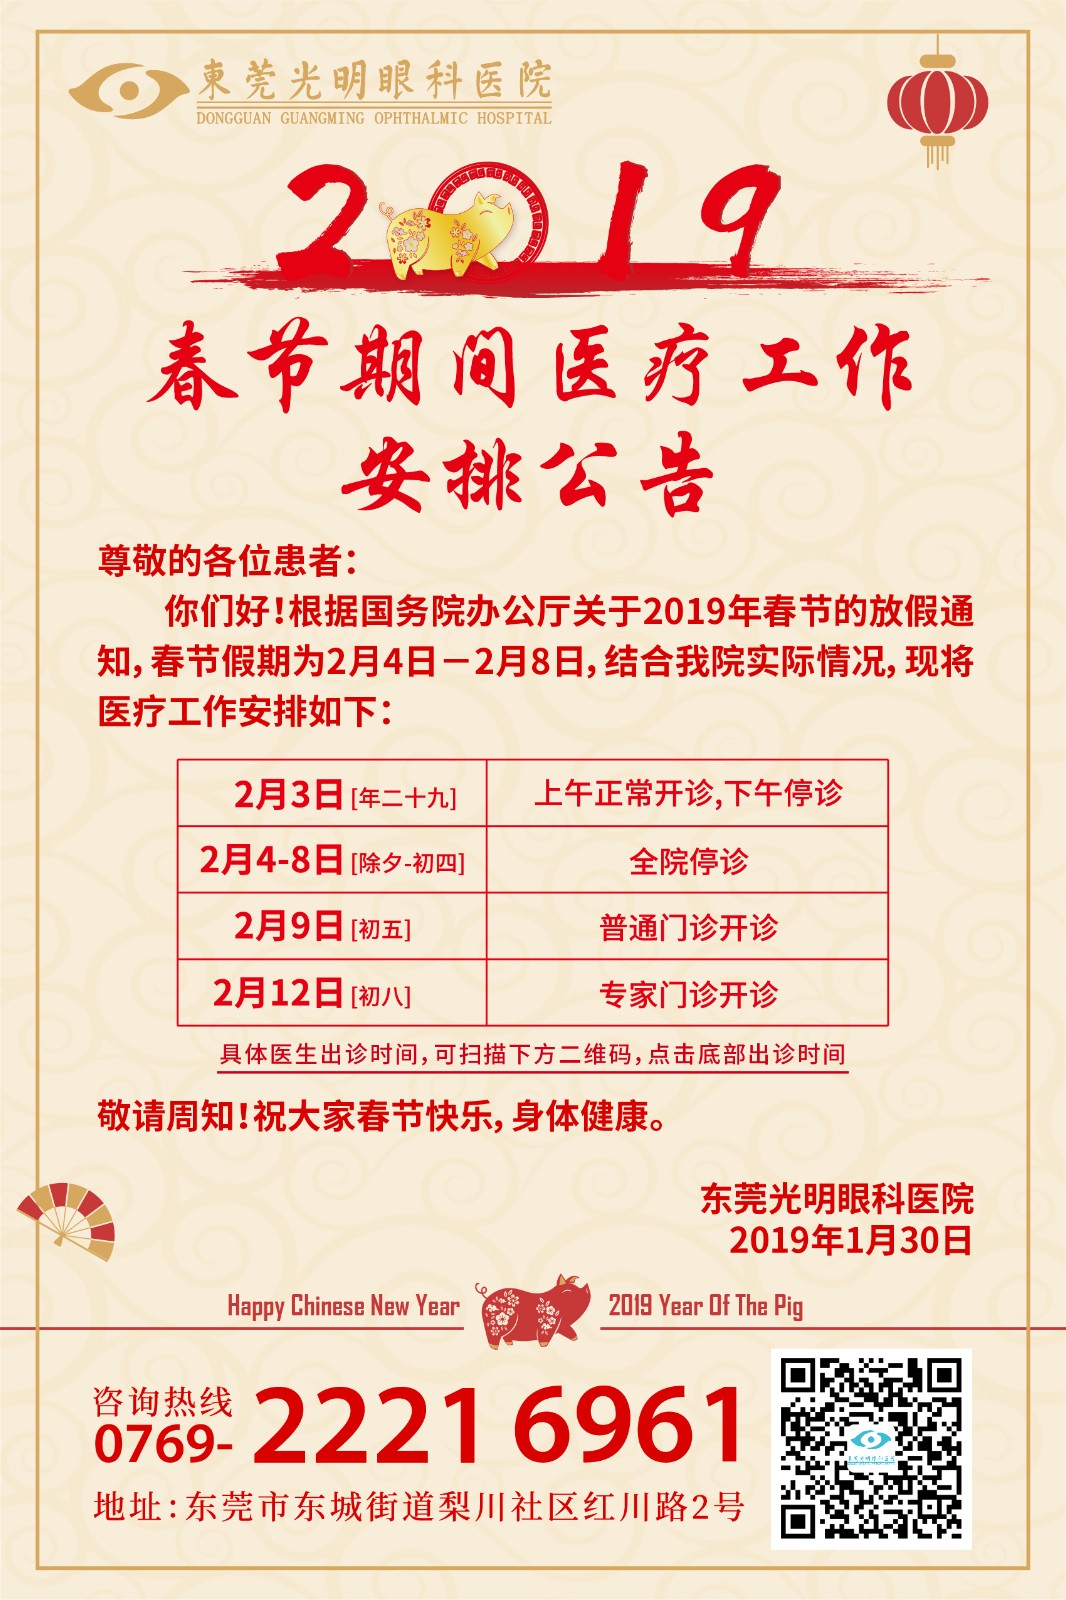 東莞光明眼科医院
DONGGUAN GUANGMING OPHTHALMIC HOSPITAL
2019
春节期间医疗工作
安排公告
尊敬的各位患者：
你们好！根据国务院办公厅关于2019年春节的放假通
知，春节假期为2月4日－2月8日，结合我院实际情况，现将
医疗工作安排如下：
2月3日 [年二十九] 上午正常开诊,下午停诊
2月4-8日 [除夕-初四] 全院停诊
2月9日 [初五] 普通门诊开诊
2月12日 [初八] 专家门诊开诊
具体医生出诊时间，可扫描下方二维码，点击底部出诊时间
敬请周知！祝大家春节快乐，身体健康。
东莞光明眼科医院
2019年1月30日
Happy Chinese New Year 2019 Year Of The Pig
咨询热线
0769-2221 6961
地址：东莞市东城街道梨川社区红川路2号
東莞光明眼科医院